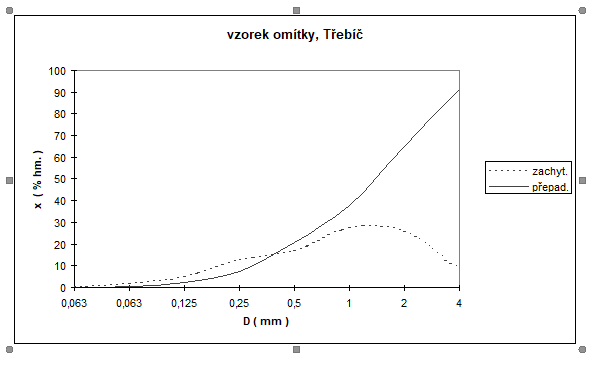 vzorek omítky, Třebíč
100
90
80
70
60
50
40
30
20
10
0
x ( % hm. )
0,063 0,063 0,125 0,25 0,5 1 2 4
D ( mm )
zachyt.
přepad.